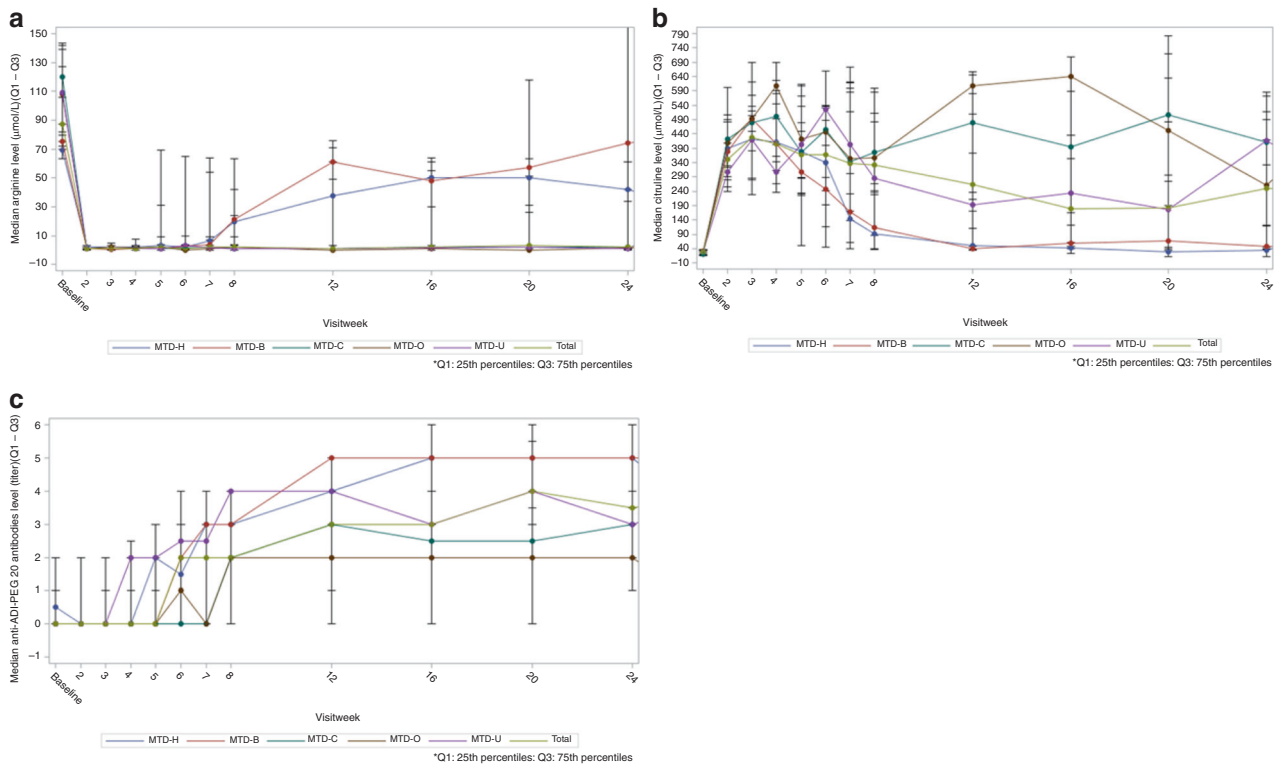 a
Median arginine level (μmol/L)(Q1 – Q3)
150
130
110
90
70
50
30
10
–10
Baseline 2 3 4 5 6 7 8 12 16 20 24
Visitweek
MTD-H MTD-B MTD-C MTD-O MTD-U Total
*Q1: 25th percentiles: Q3: 75th percentiles
b
Median citruline level (μmol/L)(Q1 – Q3)
790
740
690
640
590
540
490
440
390
340
290
240
190
140
90
40
–10
Baseline 2 3 4 5 6 7 8 12 16 20 24
Visitweek
MTD-H MTD-B MTD-C MTD-O MTD-U Total
*Q1: 25th percentiles: Q3: 75th percentiles
c
Median anti-ADI-PEG 20 antibodies level (titer)(Q1 – Q3)
6
5
4
3
2
1
0
–1
Baseline 2 3 4 5 6 7 8 12 16 20 24
Visitweek
MTD-H MTD-B MTD-C MTD-O MTD-U Total
*Q1: 25th percentiles: Q3: 75th percentiles